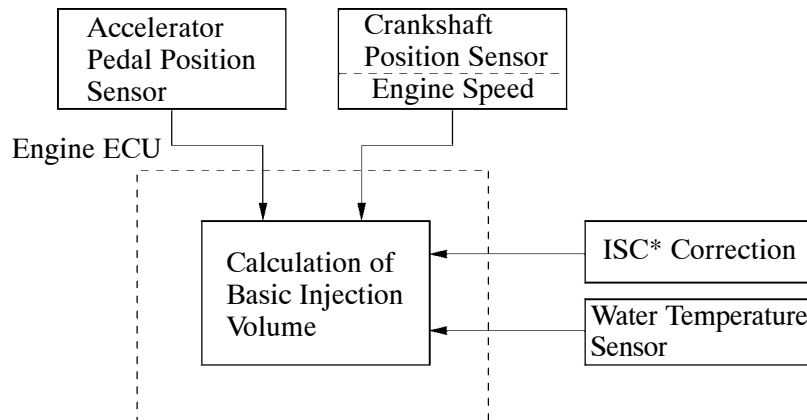 Accelerator
Pedal Position
Sensor
Crankshaft
Position Sensor
Engine Speed
Engine ECU
Calculation of
Basic Injection
Volume
ISC* Correction
Water Temperature
Sensor